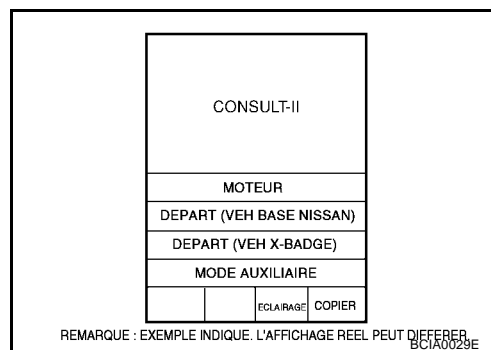 CONSULT-II
MOTEUR
DEPART (VEH BASE NISSAN)
DEPART (VEH X-BADGE)
MODE AUXILIAIRE
ECLAIRAGE COPIER
REMARQUE : EXEMPLE INDIQUE. L'AFFICHAGE REEL PEUT DIFFERER.
BCIA0029E